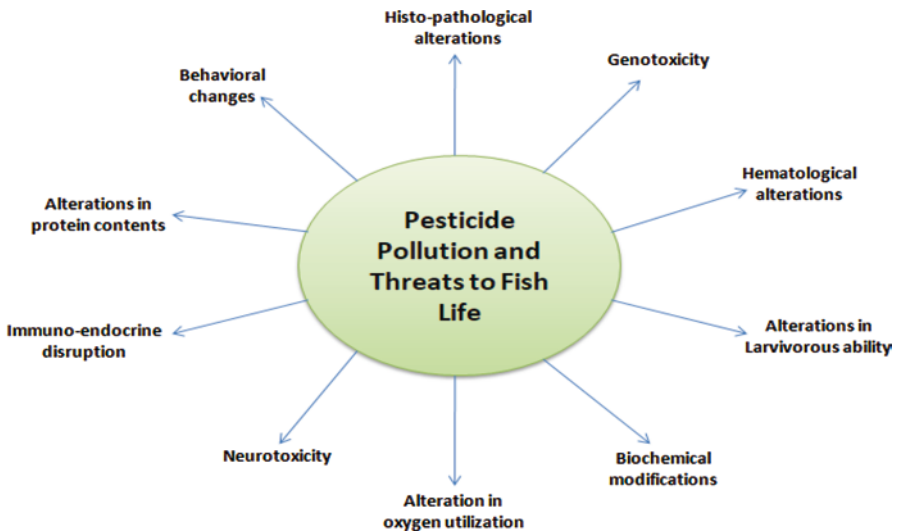 Histo-pathological
alterations
Genotoxicity
Behavioral
changes
Hematological
alterations
Alterations in
protein contents
Pesticide
Pollution and
Threats to Fish
Life
Immuno-endocrine
disruption
Alterations in
Larvivorous ability
Neurotoxicity
Biochemical
modifications
Alteration in
oxygen utilization